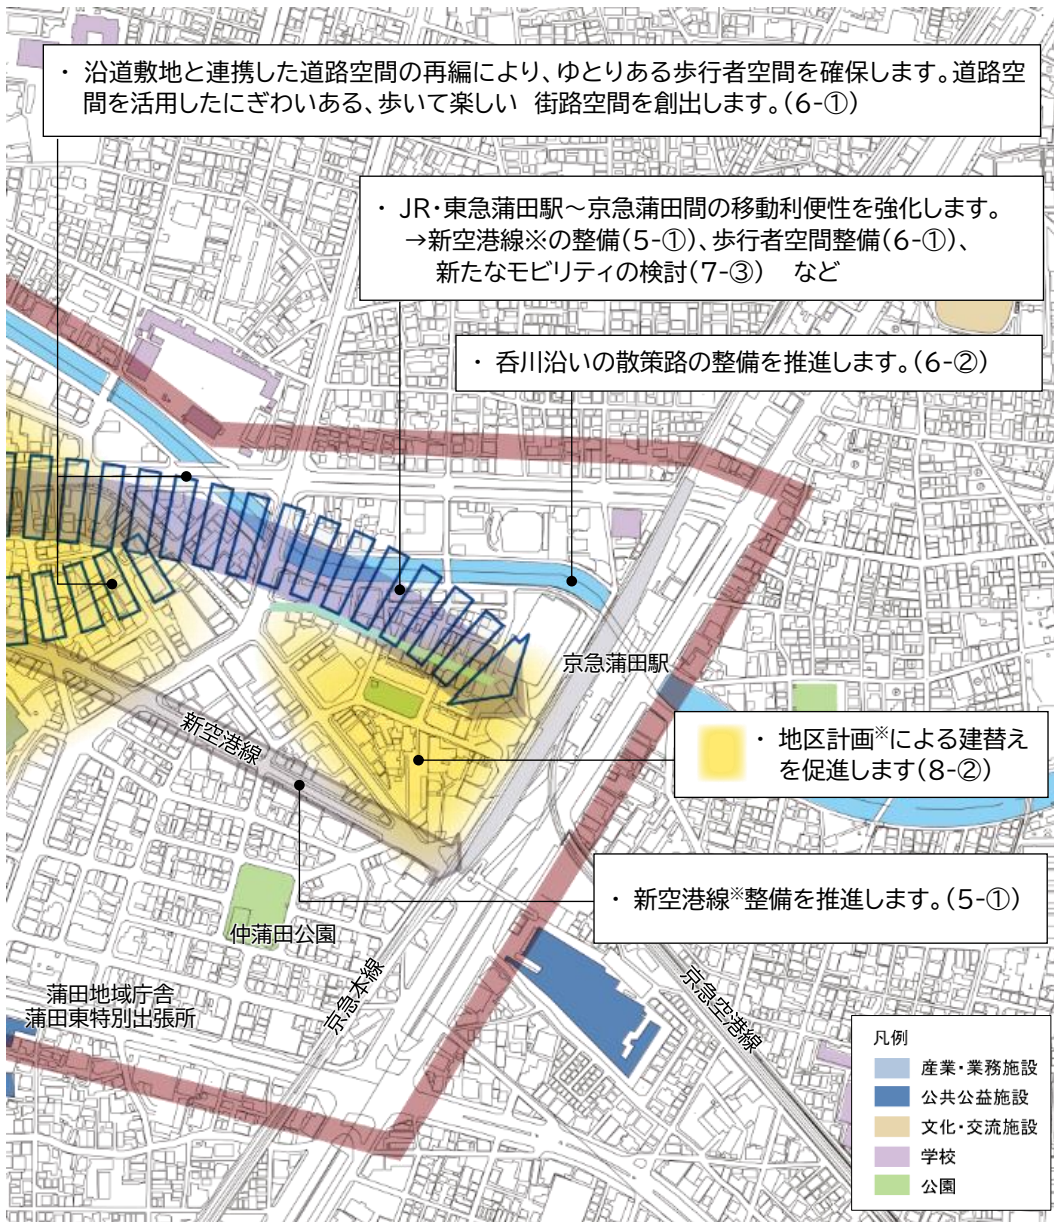 ・ 沿道敷地と連携した道路空間の再編により、ゆとりある歩行者空間を確保します。道路空
間を活用したにぎわいある、歩いて楽しい 街路空間を創出します。(6-①)
・ JR・東急蒲田駅～京急蒲田間の移動利便性を強化します。
→新空港線※の整備(5-①)、歩行者空間整備(6-①)、
新たなモビリティの検討(7-③) など
・ 呑川沿いの散策路の整備を推進します。(6-②)
京急蒲田駅
新空港線
・ 地区計画※による建替え
を促進します(8-②)
・ 新空港線※整備を推進します。(5-①)
仲蒲田公園
蒲田地域庁舎
蒲田東特別出張所
京急本線
京急空港線
凡例
産業・業務施設
公共公益施設
文化・交流施設
学校
公園